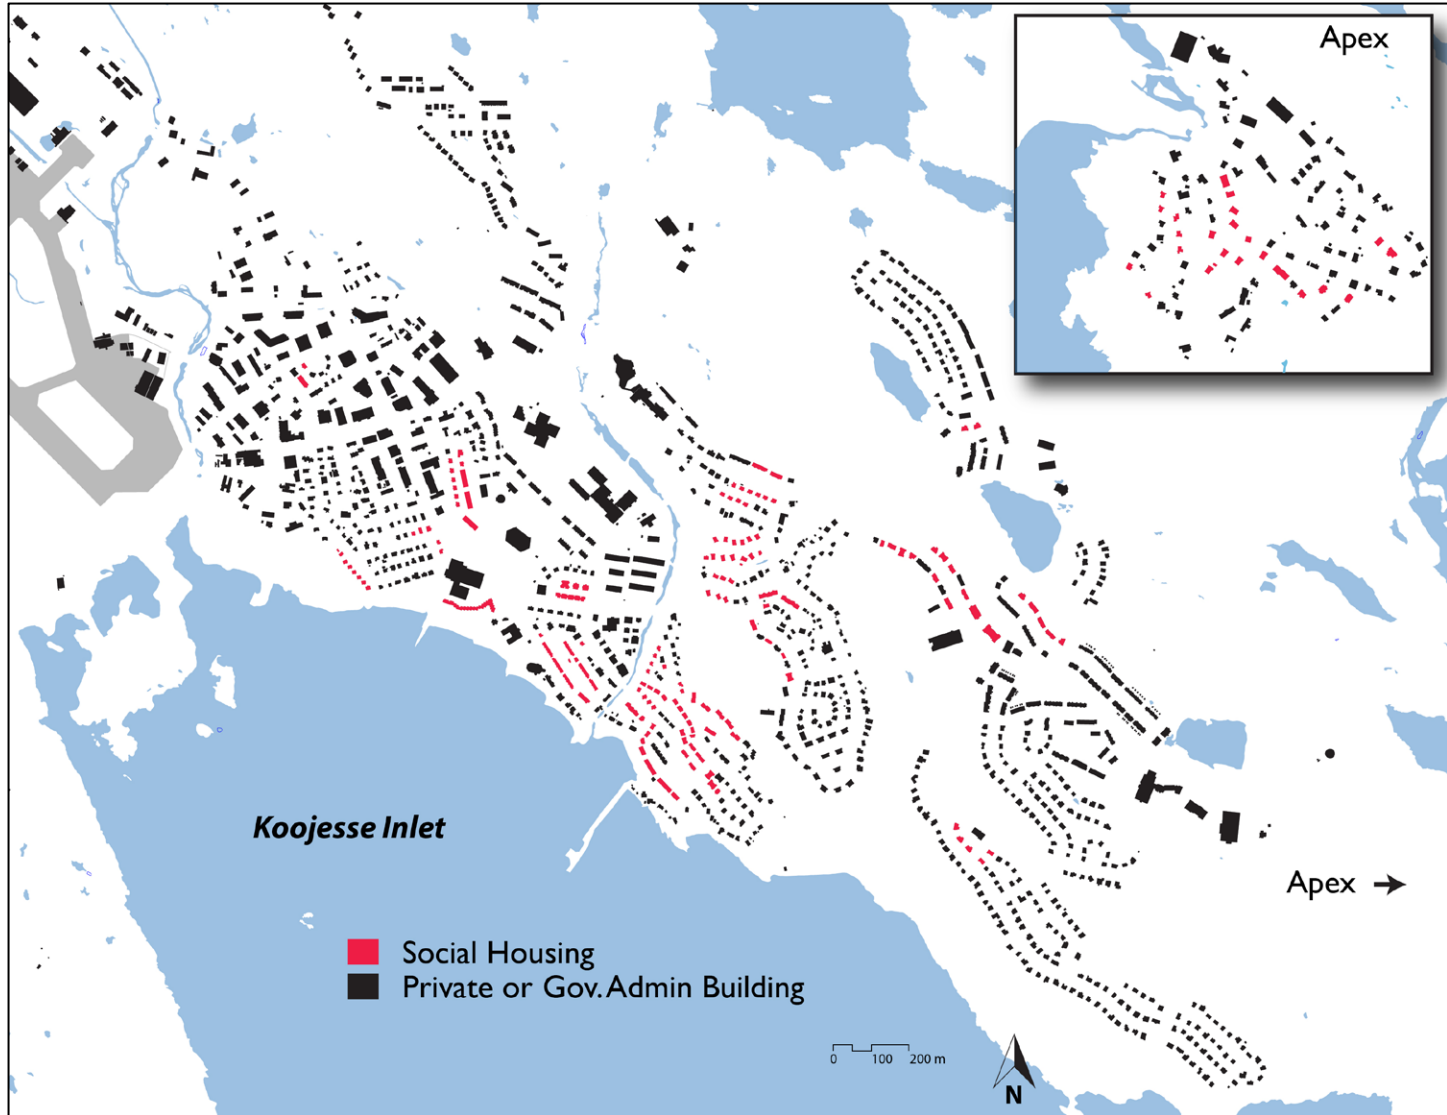 Apex
Koojesse Inlet
Apex
Social Housing
Private or Gov. Admin Building
0 100 200 m
N